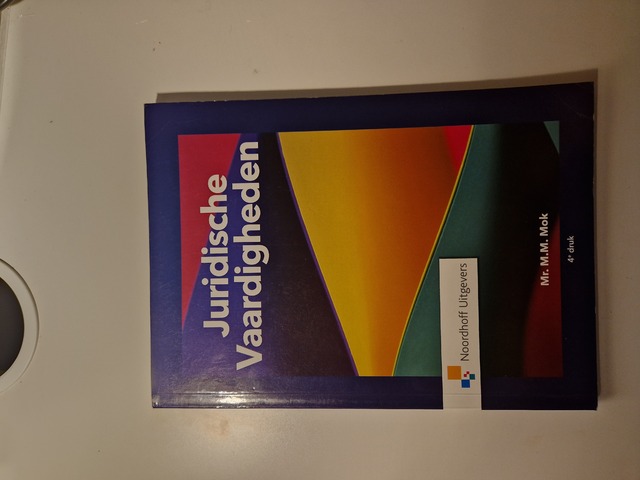 Juridische
Vaardigheden
Noordhoff Uitgevers
Mr. M.M. Mok
4ᵉ druk